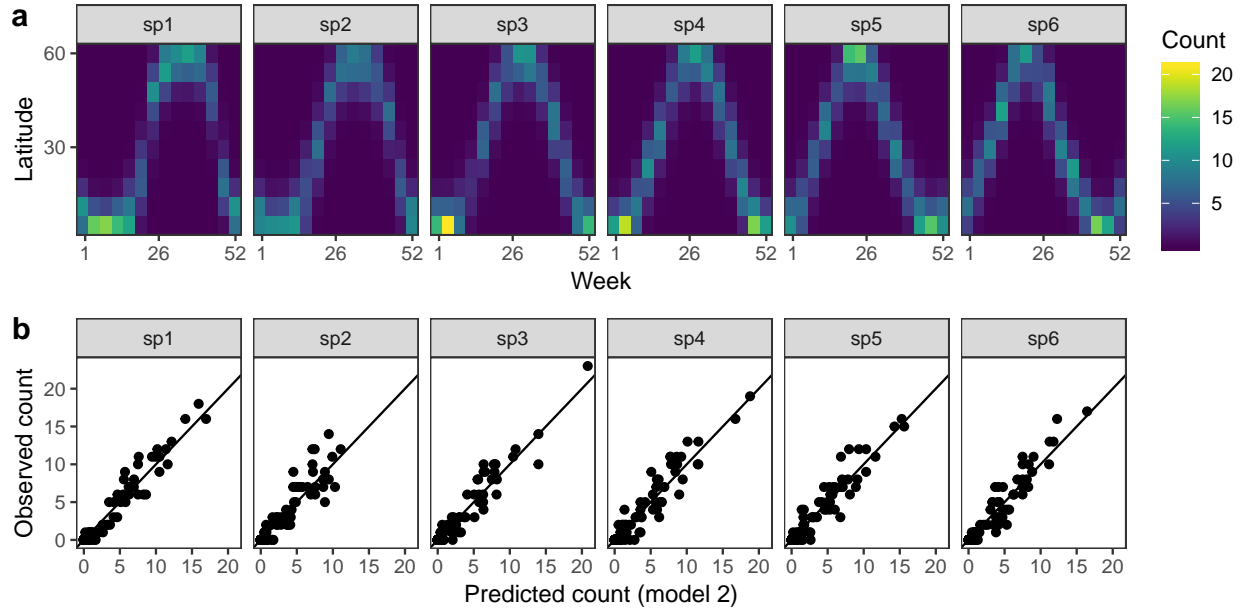 a
sp1 sp2 sp3 sp4 sp5 sp6
Count
60
30
Latitude
20
15
10
5
1 26 52 1 26 52 1 26 52 1 26 52 1 26 52 1 26 52
Week
b
sp1 sp2 sp3 sp4 sp5 sp6
20
15
10
5
0
Observed count
0 5 10 15 20 0 5 10 15 20 0 5 10 15 20 0 5 10 15 20 0 5 10 15 20 0 5 10 15 20
Predicted count (model 2)